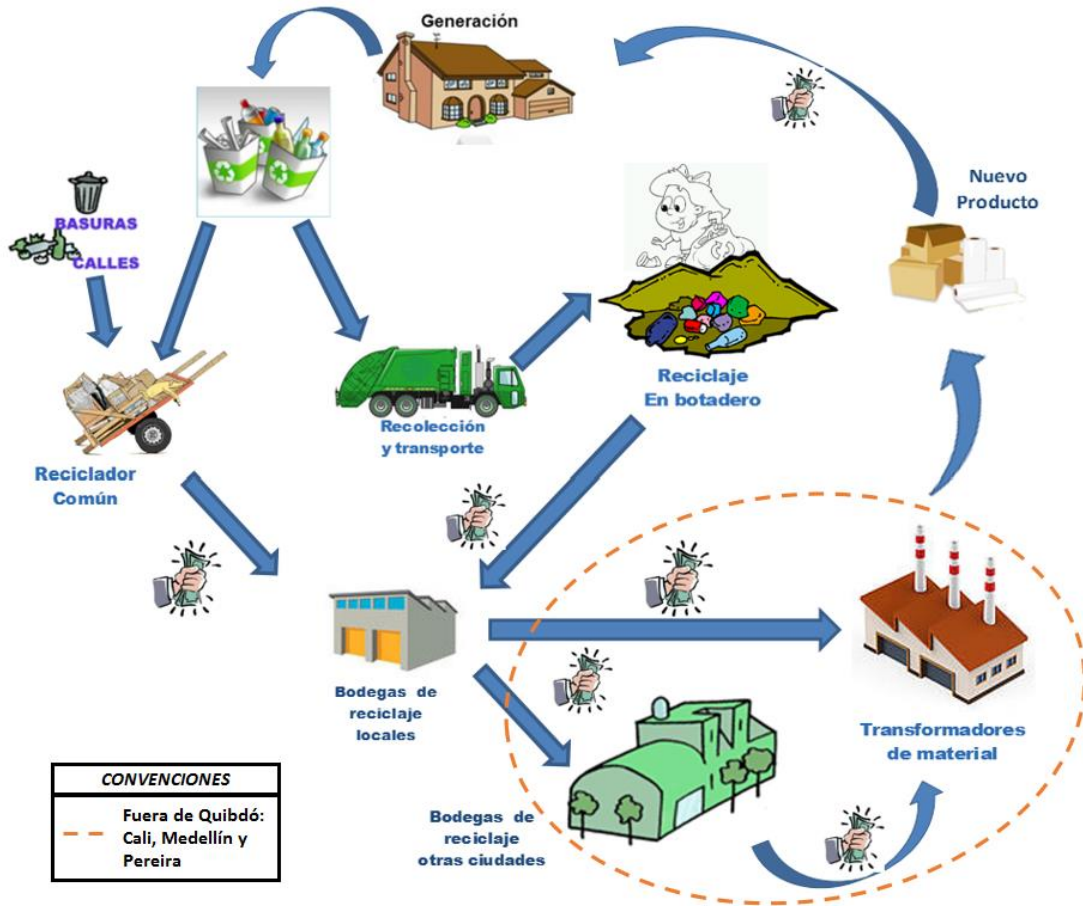 Generación
BASURAS
CALLES
Nuevo
Producto
Reciclaje
En botadero
Recolección
y transporte
Reciclador
Común
Bodegas de
reciclaje
locales
Transformadores
de material
Bodegas de
reciclaje
otras ciudades
CONVENCIONES
Fuera de Quibdó:
Cali, Medellín y
Pereira